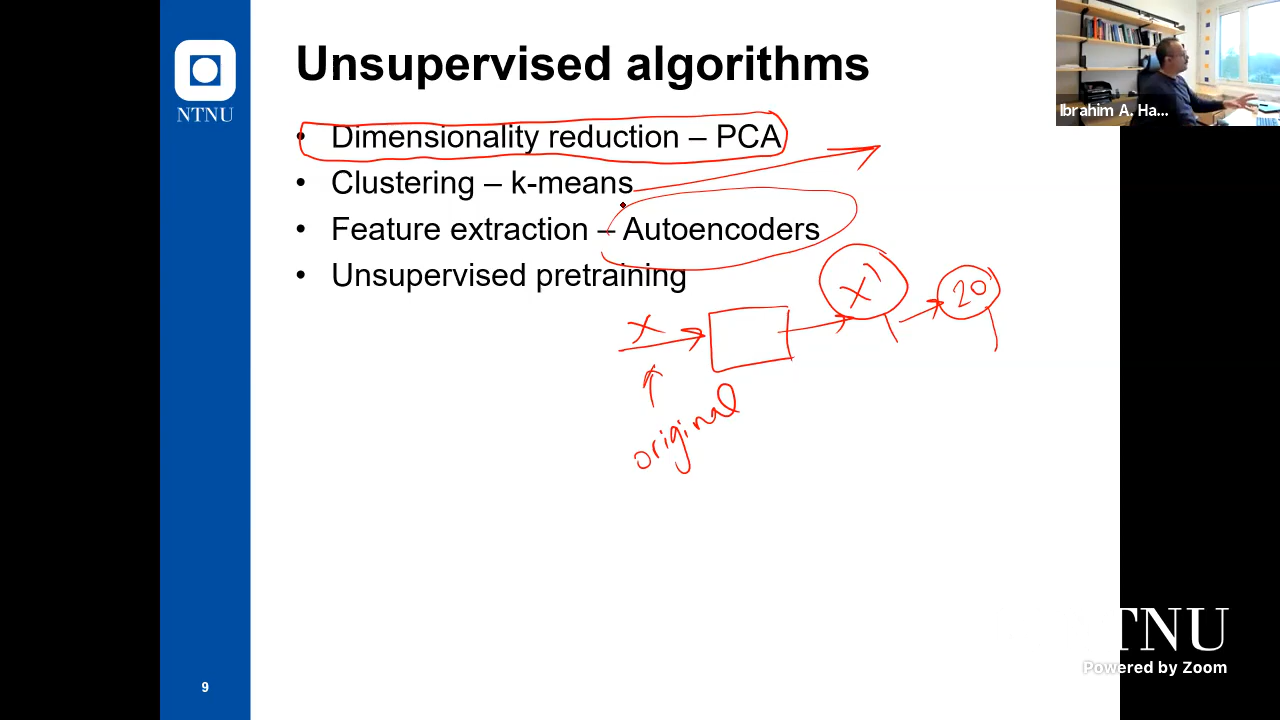 Unsupervised algorithms
NTNU
• Dimensionality reduction – PCA
• Clustering – k-means
• Feature extraction – Autoencoders
• Unsupervised pretraining
x
x'
20
original
9
Ibrahim A. Ha...
NTNU
Powered by Zoom